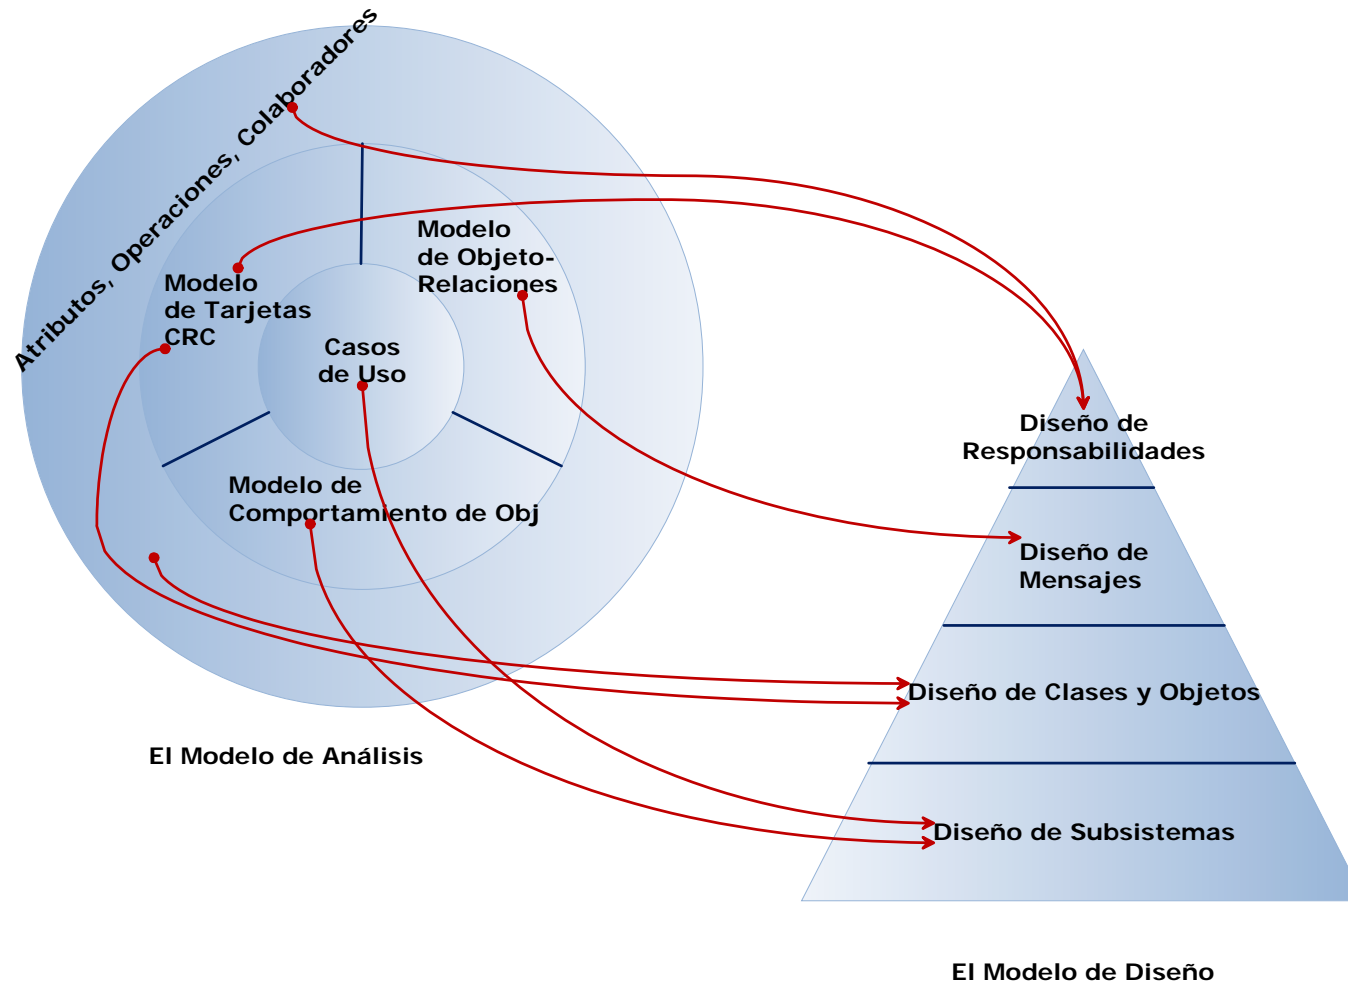 Atributos, Operaciones, Colaboradores
Modelo
de Objeto-
Relaciones
Modelo
de Tarjetas
CRC
Casos
de Uso
Modelo de
Comportamiento de Obj
El Modelo de Análisis
Diseño de
Responsabilidades
Diseño de
Mensajes
Diseño de Clases y Objetos
Diseño de Subsistemas
El Modelo de Diseño